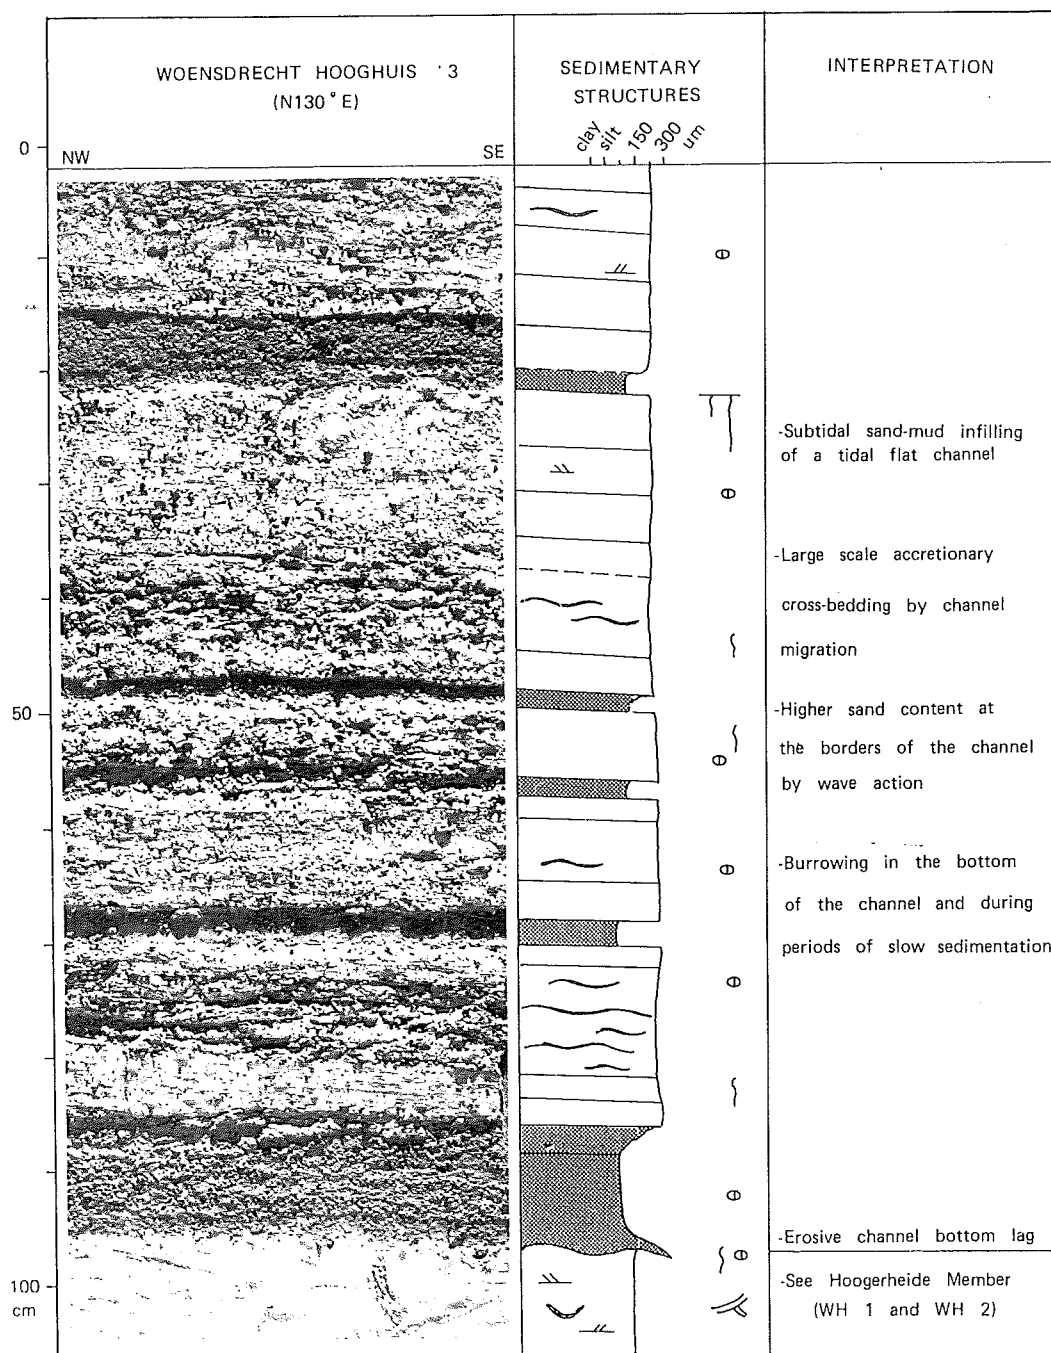 WOENSDRECHT HOOGHUIS '3
(N130°E)
SEDIMENTARY
STRUCTURES
INTERPRETATION
clay
silt
150
300
um
0
NW
SE
-Subtidal sand-mud infilling
of a tidal flat channel
-Large scale accretionary
cross-bedding by channel
migration
50
-Higher sand content at
the borders of the channel
by wave action
-Burrowing in the bottom
of the channel and during
periods of slow sedimentation
-Erosive channel bottom lag
100
cm
-See Hoogerheide Member
(WH 1 and WH 2)